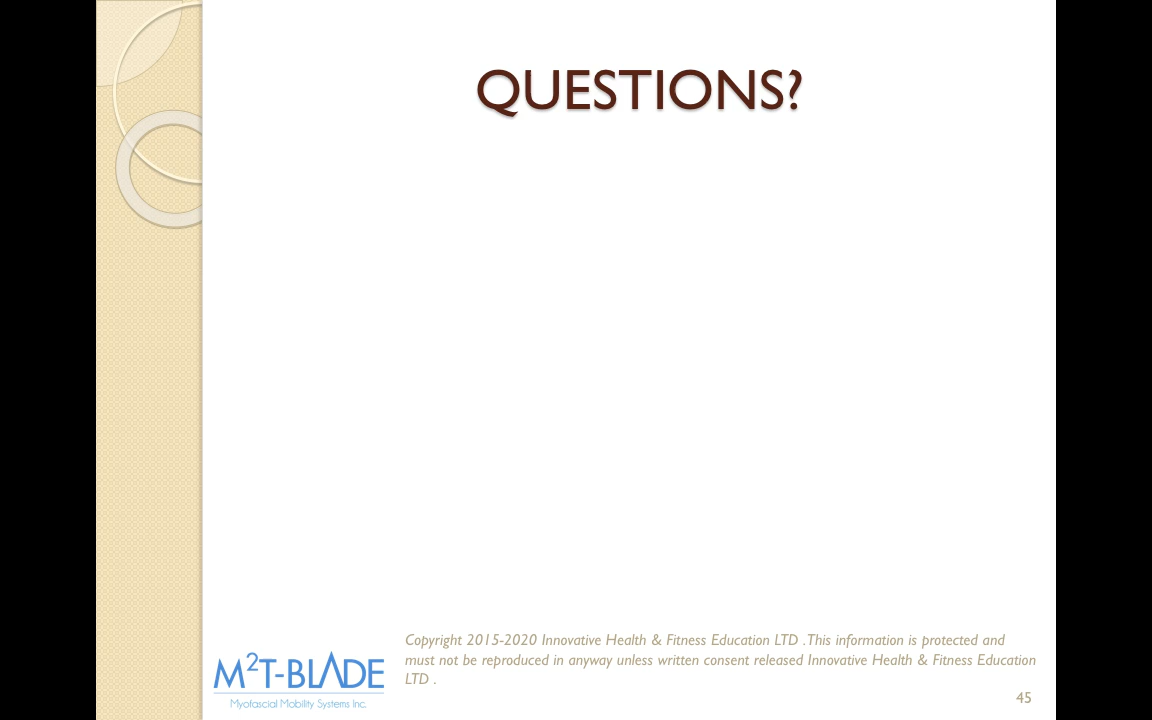 QUESTIONS?
Copyright 2015-2020 Innovative Health & Fitness Education LTD . This information is protected and
must not be reproduced in anyway unless written consent released Innovative Health & Fitness Education
LTD .
M²T-BLADE
Myofascial Mobility Systems Inc.
45